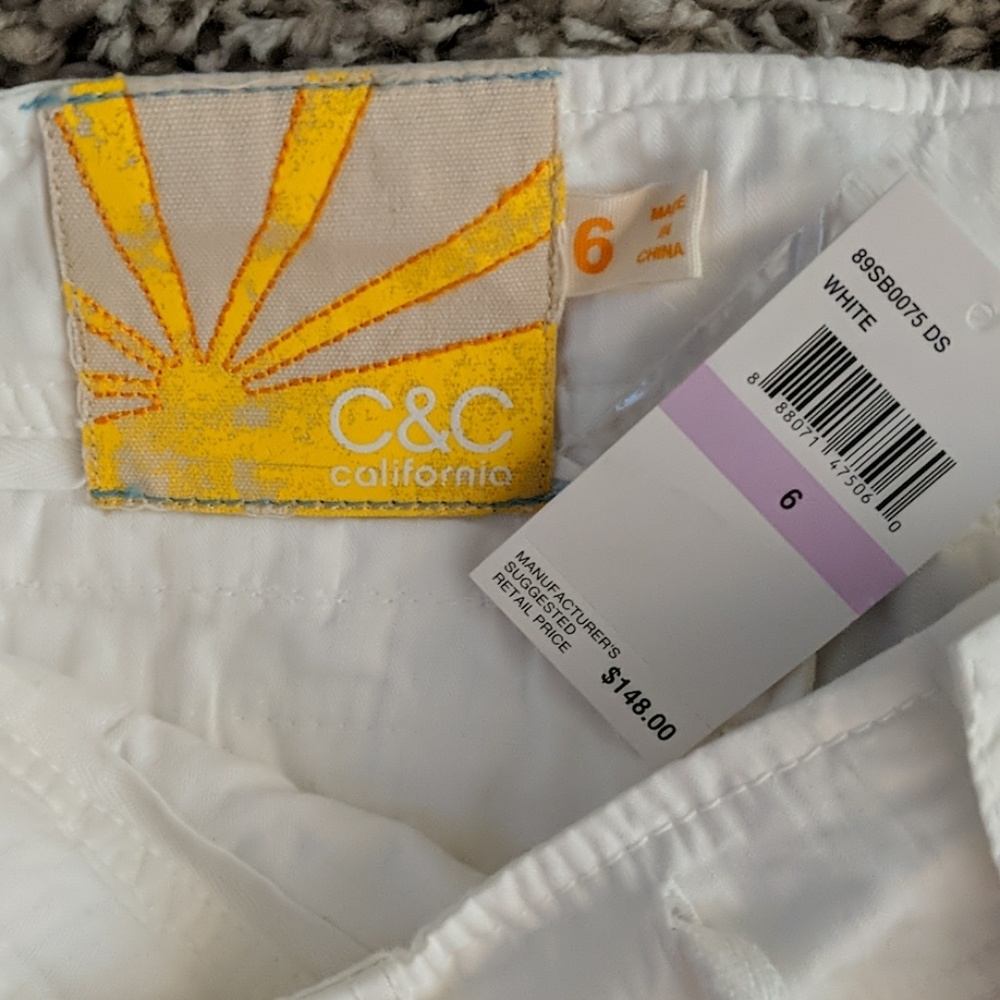 C&C
california
6
MADE
IN
CHINA
89SB0075 DS
WHITE
8 88071 47506 0
6
MANUFACTURER'S
SUGGESTED
RETAIL PRICE
$148.00